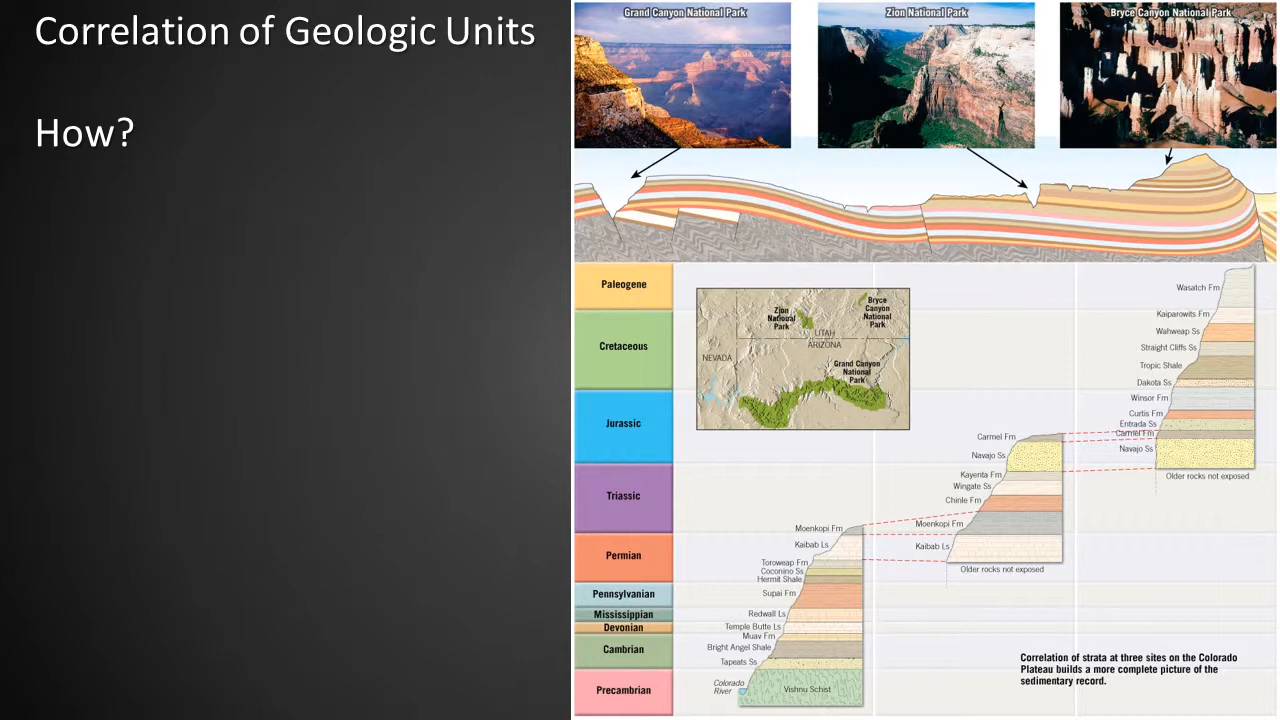 Correlation of Geologic Units
How?
Grand Canyon National Park
Zion National Park
Bryce Canyon National Park
Paleogene
Cretaceous
Jurassic
Triassic
Permian
Pennsylvanian
Mississippian
Devonian
Cambrian
Precambrian
Zion
National
Park
Bryce
Canyon
National
Park
UTAH
ARIZONA
NEVADA
Grand Canyon
National
Park
Moenkopi Fm
Kaibab Ls
Toroweap Fm
Coconino Ss
Hermit Shale
Supai Fm
Redwall Ls
Temple Butte Ls
Muav Fm
Bright Angel Shale
Tapeats Ss
Colorado
River
Vishnu Schist
Carmel Fm
Navajo Ss
Kayenta Fm
Wingate Ss
Chinle Fm
Moenkopi Fm
Kaibab Ls
Older rocks not exposed
Wasatch Fm
Kaiparowits Fm
Wahweap Ss
Straight Cliffs Ss
Tropic Shale
Dakota Ss
Winsor Fm
Curtis Fm
Entrada Ss
Carmel Fm
Navajo Ss
Older rocks not exposed
Correlation of strata at three sites on the Colorado
Plateau builds a more complete picture of the
sedimentary record.